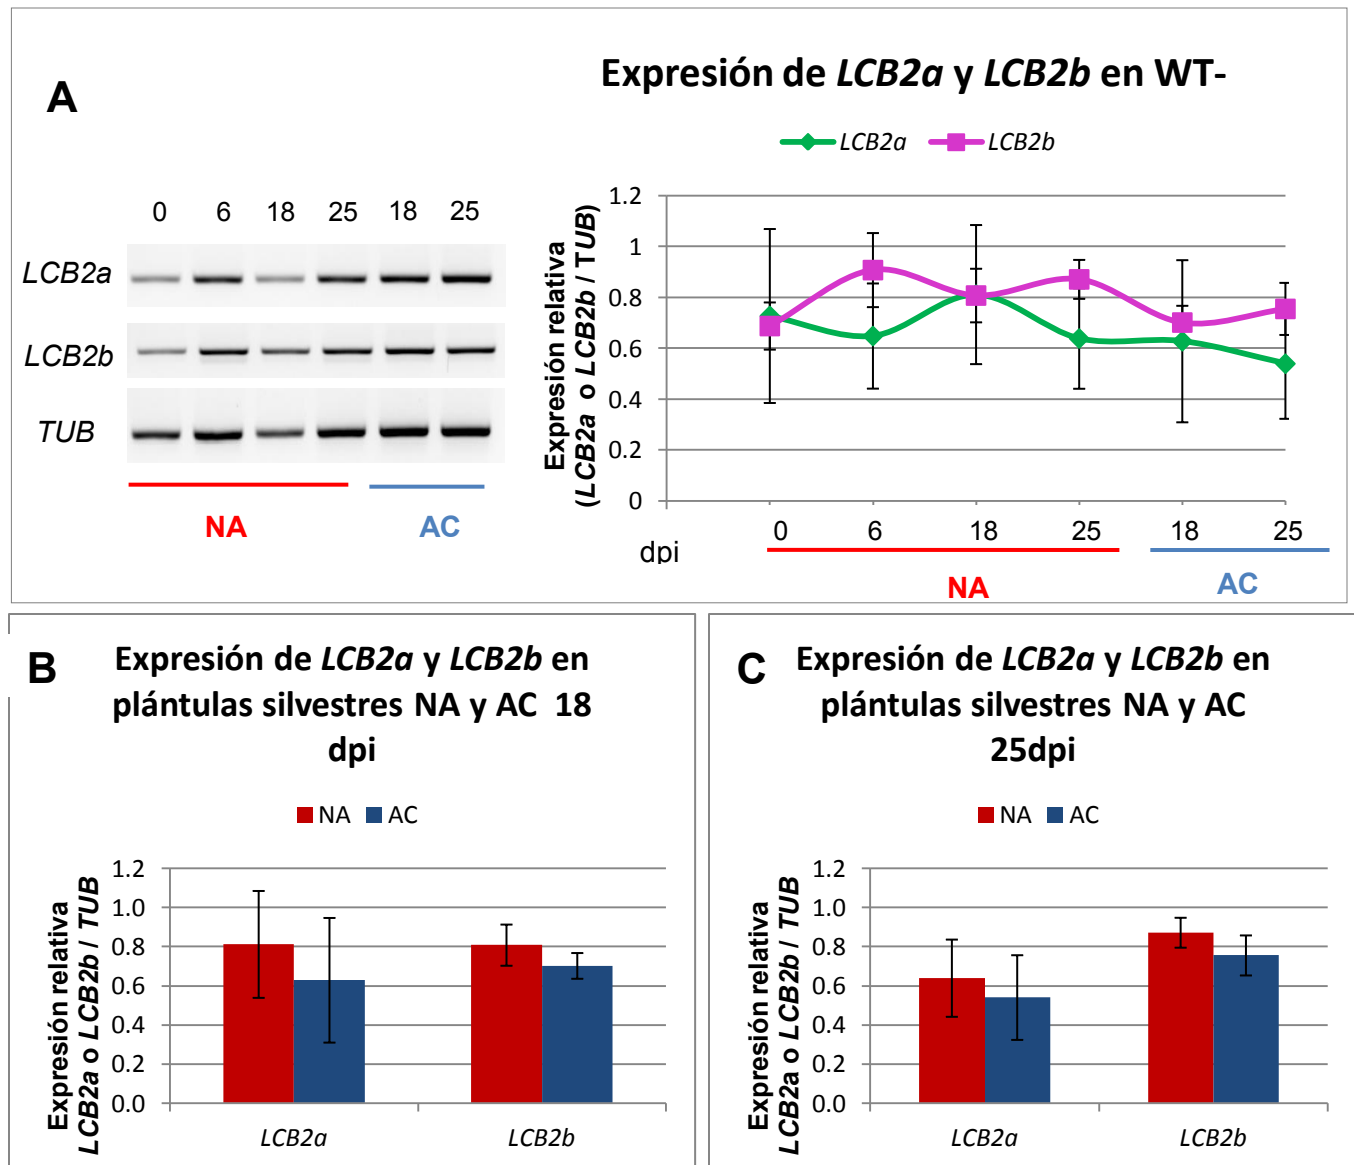 A
Expresión de LCB2a y LCB2b en WT-
LCB2a LCB2b
0 6 18 25 18 25
LCB2a
LCB2b
TUB
NA AC
Expresión relativa
(LCB2a o LCB2b / TUB)
1.2
1
0.8
0.6
0.4
0.2
0
dpi 0 6 18 25 18 25
NA AC
B
Expresión de LCB2a y LCB2b en
plántulas silvestres NA y AC 18
dpi
NA AC
Expresión relativa
LCB2a o LCB2b / TUB
1.2
1.0
0.8
0.6
0.4
0.2
0.0
LCB2a LCB2b
C
Expresión de LCB2a y LCB2b en
plántulas silvestres NA y AC
25dpi
NA AC
Expresión relativa
LCB2a o LCB2b / TUB
1.2
1.0
0.8
0.6
0.4
0.2
0.0
LCB2a LCB2b